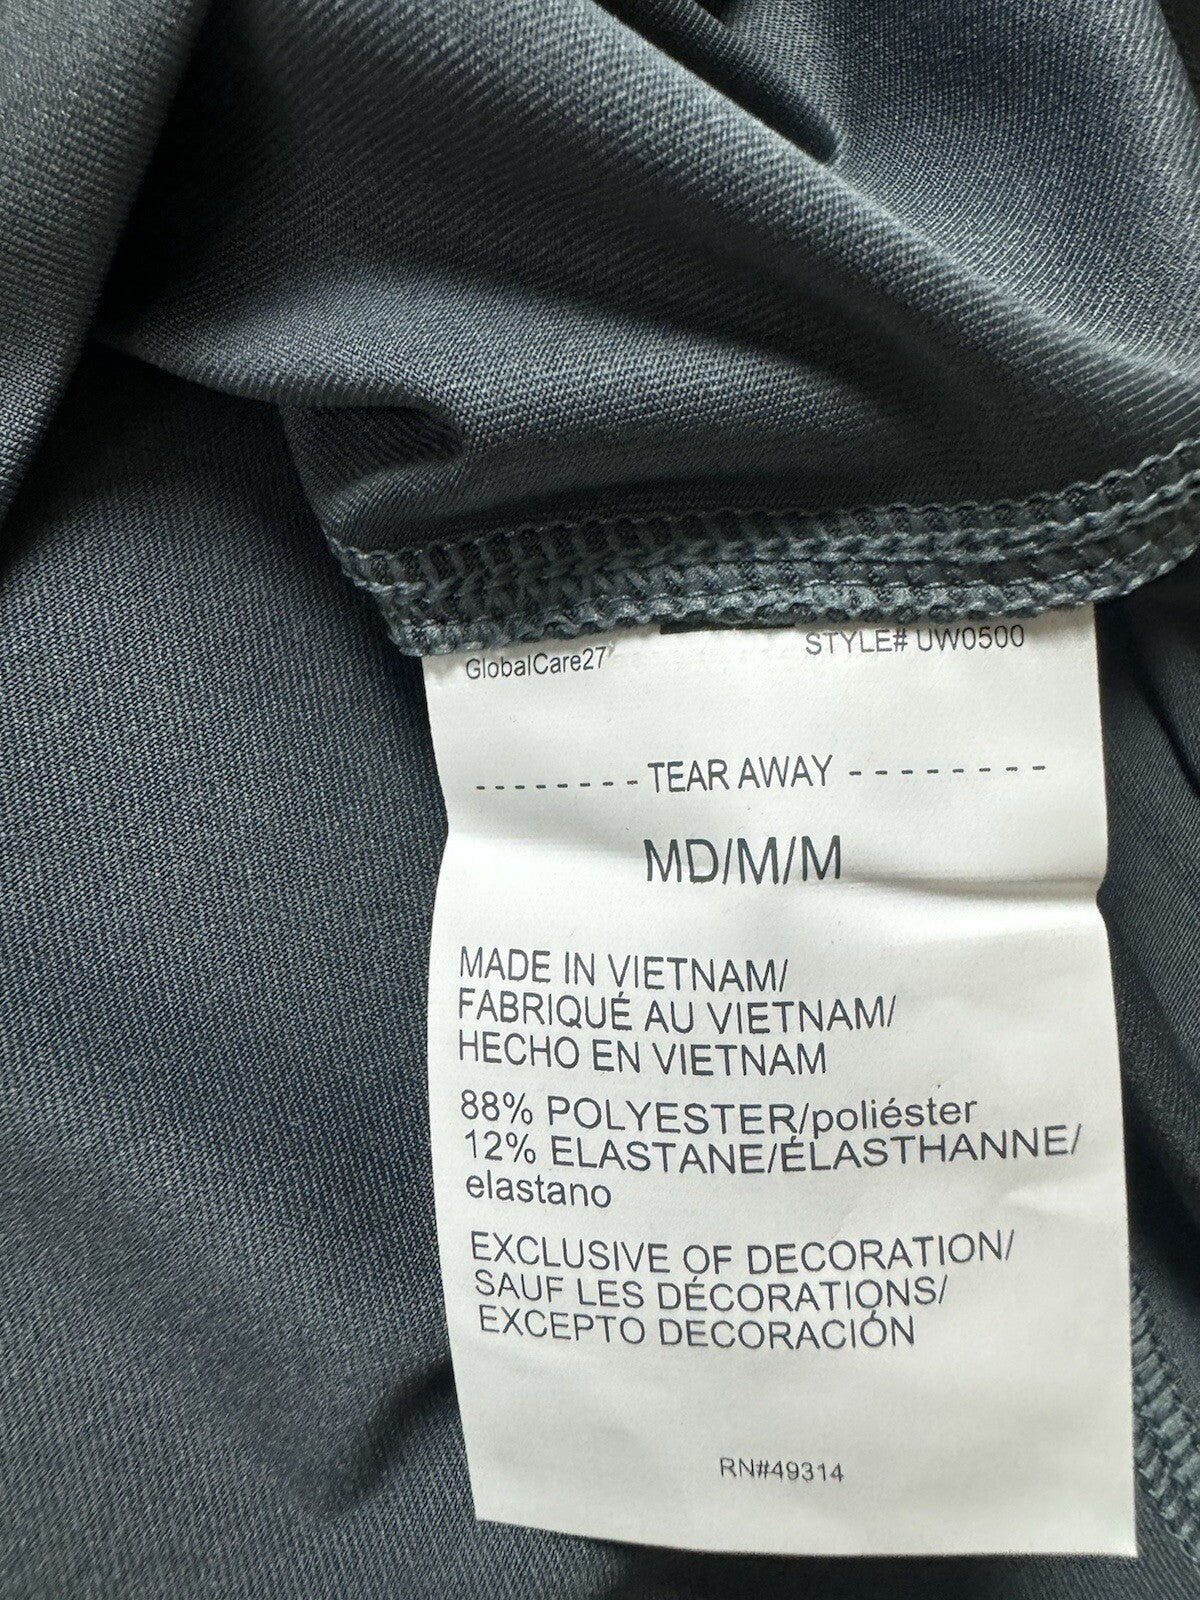 GlobalCare27
STYLE# UW0500
- - - - - - - - TEAR AWAY - - - - - - - - -
MD/M/M
MADE IN VIETNAM/
FABRIQUÉ AU VIETNAM/
HECHO EN VIETNAM
88% POLYESTER/poliéster
12% ELASTANE/ÉLASTHANNE/
elastano
EXCLUSIVE OF DECORATION/
SAUF LES DÉCORATIONS/
EXCEPTO DECORACIÓN
RN#49314